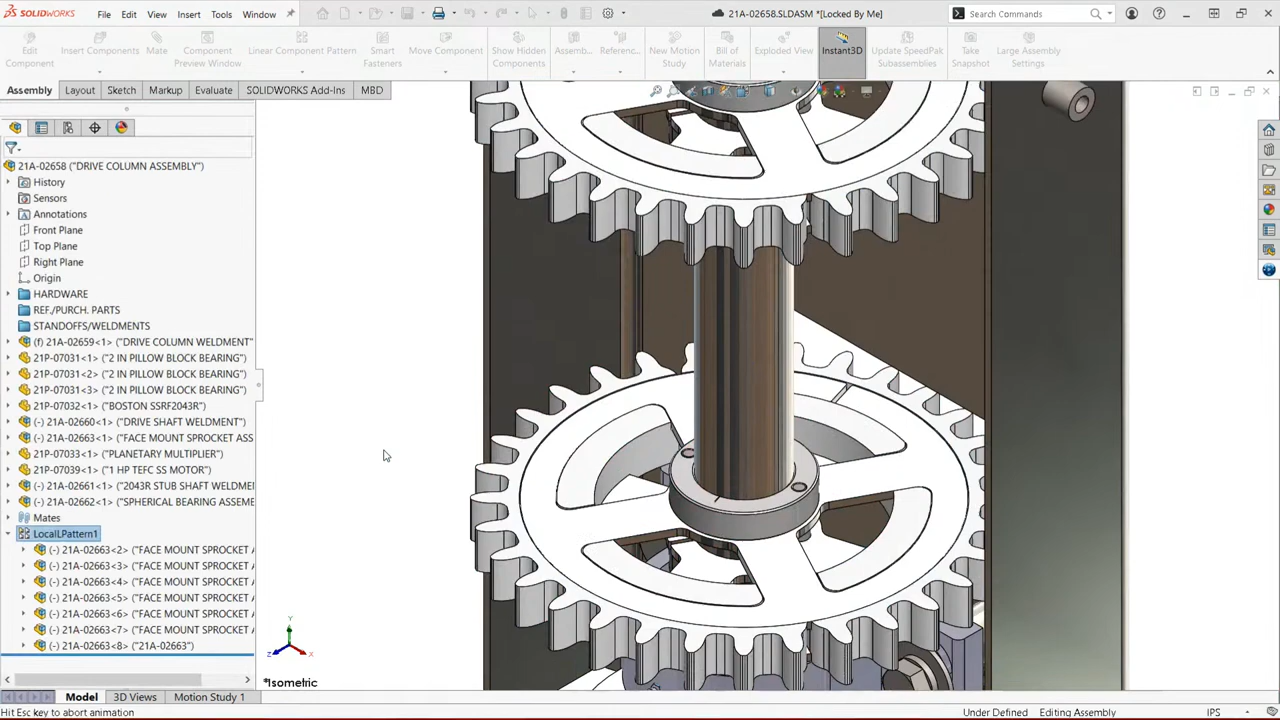 SOLIDWORKS File Edit View Insert Tools Window 21A-02658.SLDASM *[Locked By Me] Search Commands
Edit Component
Insert Components
Mate
Component Preview Window
Linear Component Pattern
Smart Fasteners
Move Component
Show Hidden Components
Assemb...
Referenc...
New Motion Study
Bill of Materials
Exploded View
Instant3D
Update SpeedPak Subassemblies
Take Snapshot
Large Assembly Settings
Assembly Layout Sketch Markup Evaluate SOLIDWORKS Add-Ins MBD
21A-02658 ("DRIVE COLUMN ASSEMBLY")
History
Sensors
Annotations
Front Plane
Top Plane
Right Plane
Origin
HARDWARE
REF./PURCH. PARTS
STANDOFFS/WELDMENTS
(f) 21A-02659<1> ("DRIVE COLUMN WELDMENT"
21P-07031<1> ("2 IN PILLOW BLOCK BEARING")
21P-07031<2> ("2 IN PILLOW BLOCK BEARING")
21P-07031<3> ("2 IN PILLOW BLOCK BEARING")
21P-07032<1> ("BOSTON SSRF2043R")
(-) 21A-02660<1> ("DRIVE SHAFT WELDMENT")
(-) 21A-02663<1> ("FACE MOUNT SPROCKET ASS
21P-07033<1> ("PLANETARY MULTIPLIER")
21P-07039<1> ("1 HP TEFC SS MOTOR")
(-) 21A-02661<1> ("2043R STUB SHAFT WELDME
(-) 21A-02662<1> ("SPHERICAL BEARING ASSEME
Mates
LocalLPattern1
(-) 21A-02663<2> ("FACE MOUNT SPROCKET A
(-) 21A-02663<3> ("FACE MOUNT SPROCKET A
(-) 21A-02663<4> ("FACE MOUNT SPROCKET A
(-) 21A-02663<5> ("FACE MOUNT SPROCKET A
(-) 21A-02663<6> ("FACE MOUNT SPROCKET A
(-) 21A-02663<7> ("FACE MOUNT SPROCKET A
(-) 21A-02663<8> ("21A-02663")
Y
Z X
*Isometric
Model 3D Views Motion Study 1
Hit Esc key to abort animation Under Defined Editing Assembly IPS